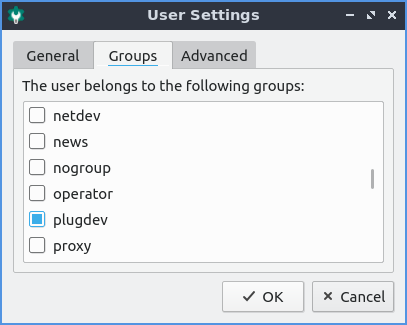 User Settings
General Groups Advanced
The user belongs to the following groups:
netdev
news
nogroup
operator
plugdev
proxy
OK Cancel